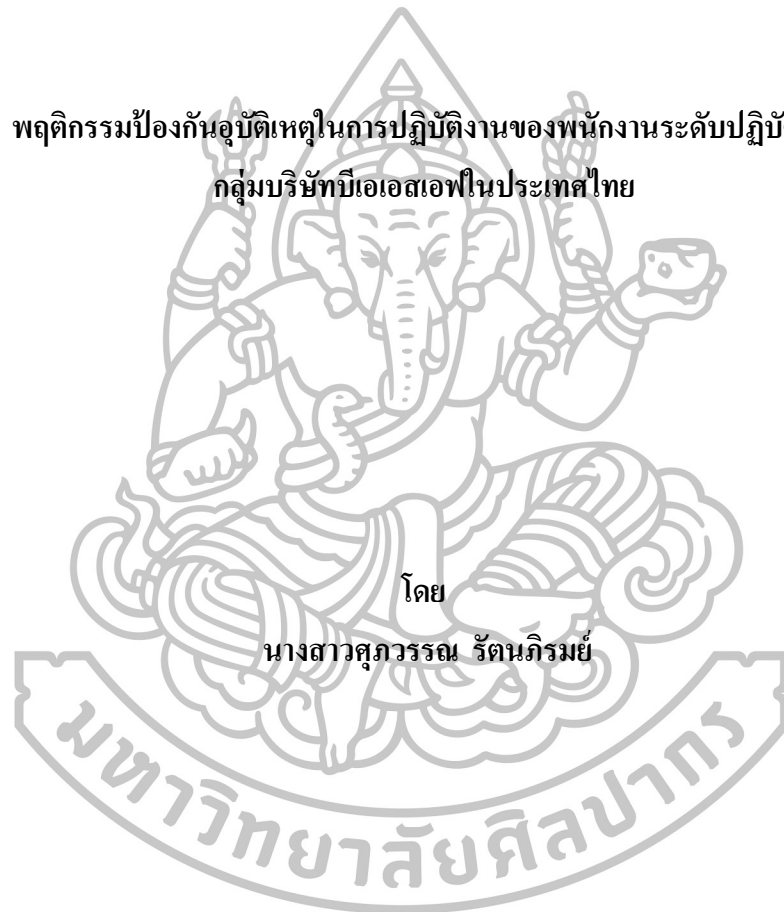 พฤติกรรมป้องกันอุบัติเหตุในการปฏิบัติงานของพนักงานระดับปฏิบั
กลุ่มบริษัทบีเอเอสเอฟในประเทศไทย
โดย
นางสาวศุภวรรณ รัตนภิรมย์
มหาวิทยาลัยศิลปากร